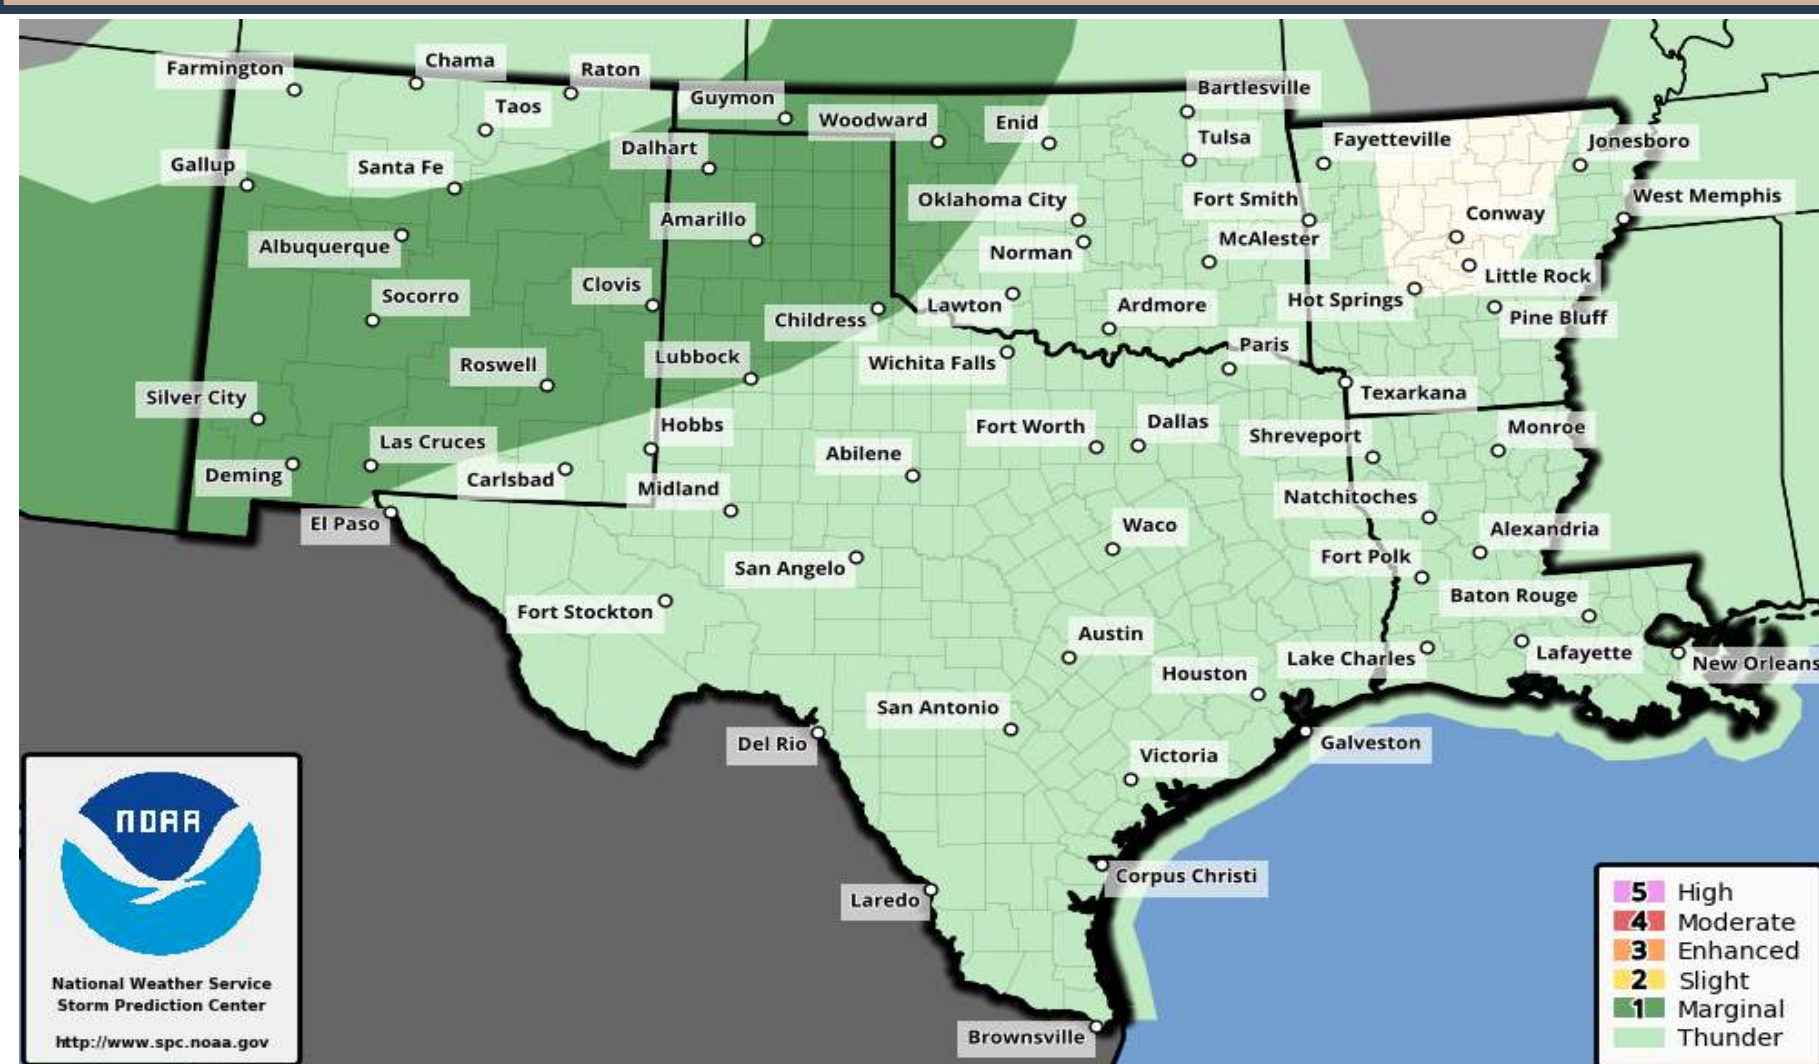 Farmington
Chama
Raton
Taos
Guymon
Woodward
Enid
Bartlesville
Tulsa
Fayetteville
Jonesboro
Gallup
Santa Fe
Dalhart
Oklahoma City
Fort Smith
Conway
West Memphis
Albuquerque
Amarillo
Norman
McAlester
Little Rock
Socorro
Clovis
Childress
Lawton
Ardmore
Hot Springs
Pine Bluff
Roswell
Lubbock
Wichita Falls
Paris
Texarkana
Silver City
Las Cruces
Hobbs
Fort Worth
Dallas
Shreveport
Monroe
Deming
Carlsbad
Midland
Abilene
Natchitoches
El Paso
Waco
Alexandria
San Angelo
Fort Polk
Fort Stockton
Baton Rouge
Austin
Houston
Lake Charles
Lafayette
New Orleans
San Antonio
Del Rio
Victoria
Galveston
Laredo
Corpus Christi
Brownsville
NOAA
National Weather Service
Storm Prediction Center
http://www.spc.noaa.gov
5 High
4 Moderate
3 Enhanced
2 Slight
1 Marginal
Thunder